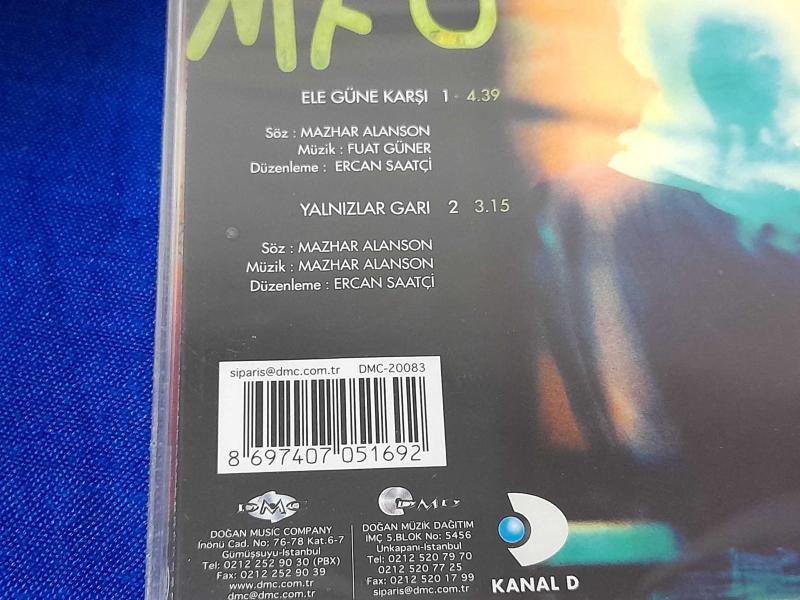 MFÖ
ELE GÜNE KARŞI 1 - 4.39
Söz : MAZHAR ALANSON
Müzik : FUAT GÜNER
Düzenleme : ERCAN SAATÇİ
YALNIZLAR GARI 2 3.15
Söz : MAZHAR ALANSON
Müzik : MAZHAR ALANSON
Düzenleme : ERCAN SAATÇİ
siparis@dmc.com.tr DMC-20083
8 697407 051692
DMC
DOĞAN MUSIC COMPANY
İnönü Cad. No: 76-78 Kat.6-7
Gümüşsuyu-İstanbul
Tel: 0212 252 90 30 (PBX)
Fax: 0212 252 90 39
www.dmc.com.tr
dmc@dmc.com.tr
DMD
DOĞAN MÜZİK DAĞITIM
İMÇ 5.BLOK No: 5456
Unkapanı-İstanbul
Tel: 0212 520 79 70
0212 520 77 25
Fax: 0212 520 17 99
siparis@dmc.com.tr
KANAL D